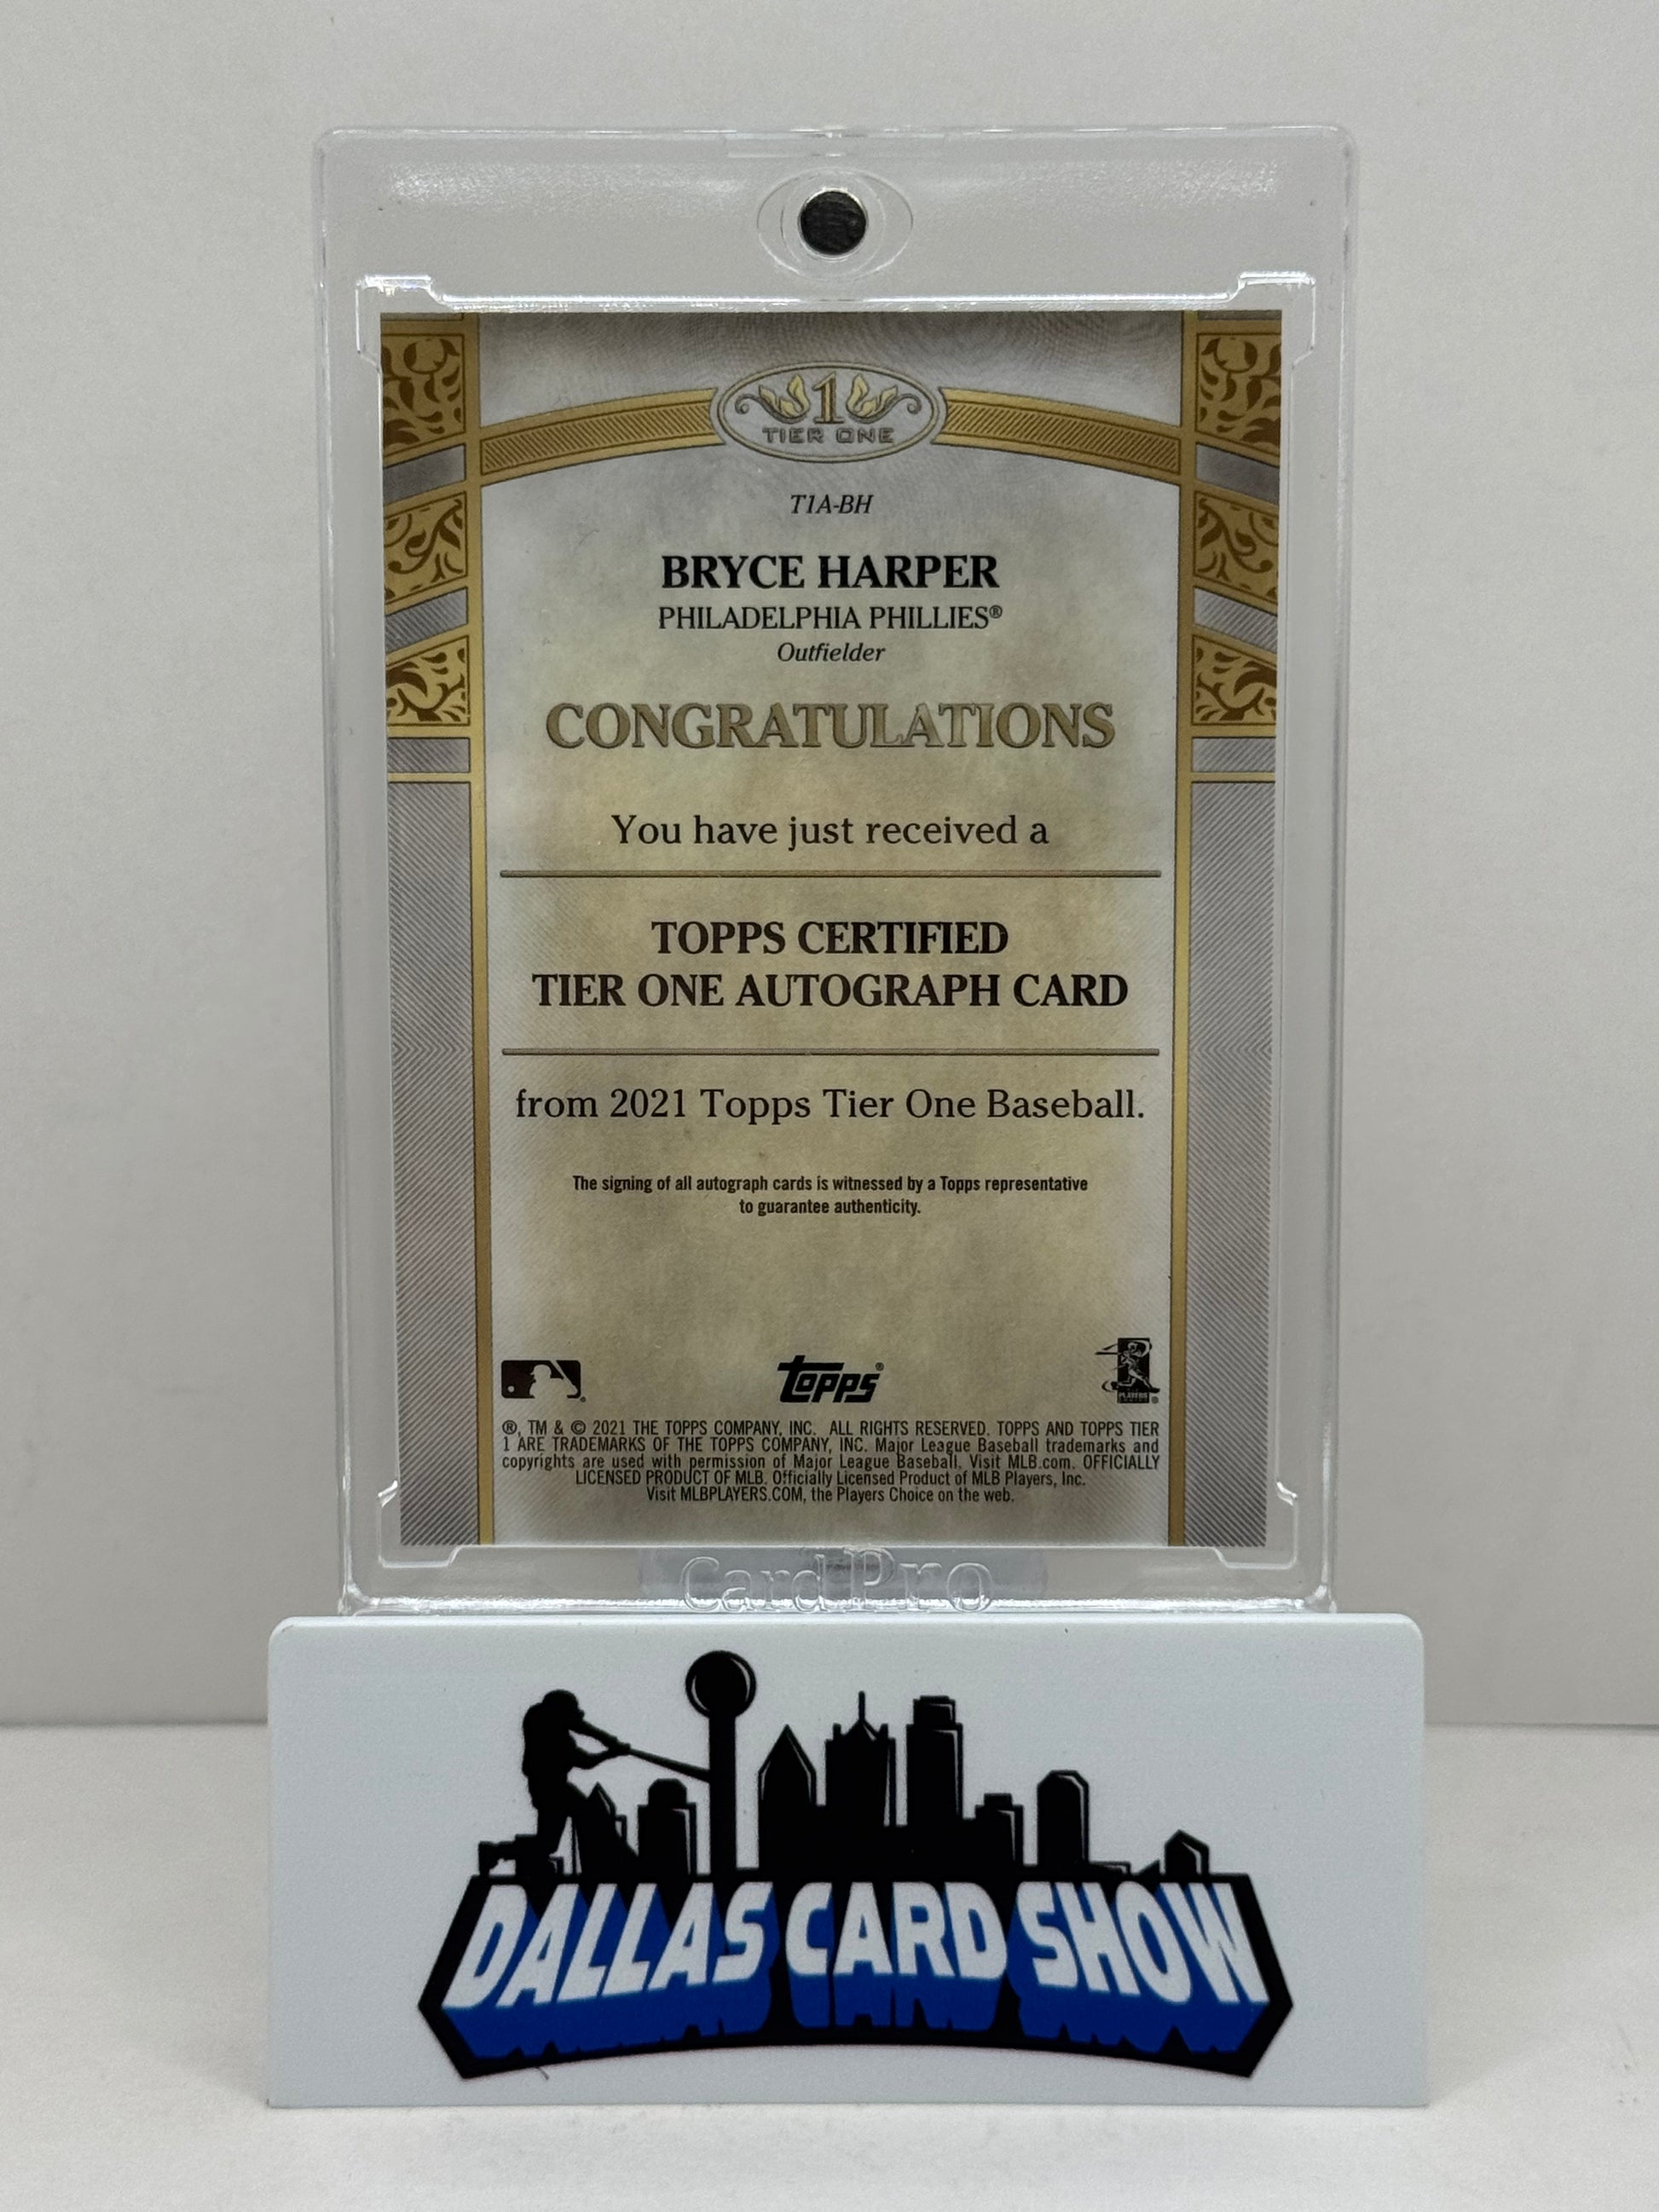 1
TIER ONE
T1A-BH
BRYCE HARPER
PHILADELPHIA PHILLIES®
Outfielder
CONGRATULATIONS
You have just received a
TOPPS CERTIFIED
TIER ONE AUTOGRAPH CARD
from 2021 Topps Tier One Baseball.
The signing of all autograph cards is witnessed by a Topps representative
to guarantee authenticity.
Topps®
PLAYERS
®, TM & © 2021 THE TOPPS COMPANY, INC. ALL RIGHTS RESERVED. TOPPS AND TOPPS TIER
1 ARE TRADEMARKS OF THE TOPPS COMPANY, INC. Major League Baseball trademarks and
copyrights are used with permission of Major League Baseball. Visit MLB.com. OFFICIALLY
LICENSED PRODUCT OF MLB. Officially Licensed Product of MLB Players, Inc.
Visit MLBPLAYERS.COM, the Players Choice on the web.
CardPro
DALLAS CARD SHOW